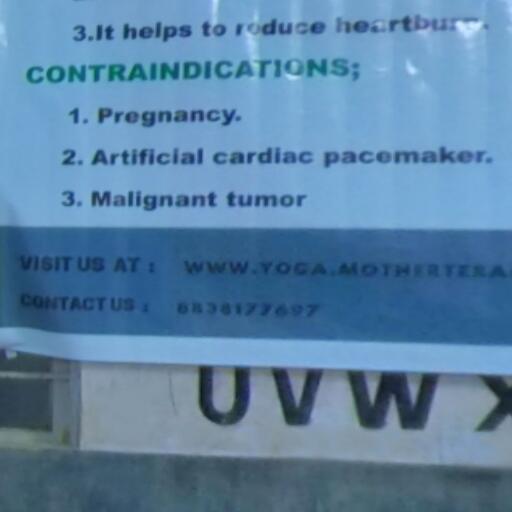 3.It helps to reduce heartburn.
CONTRAINDICATIONS;
1. Pregnancy.
2. Artificial cardiac pacemaker.
3. Malignant tumor
VISIT US AT :
CONTACT US :
U V W X